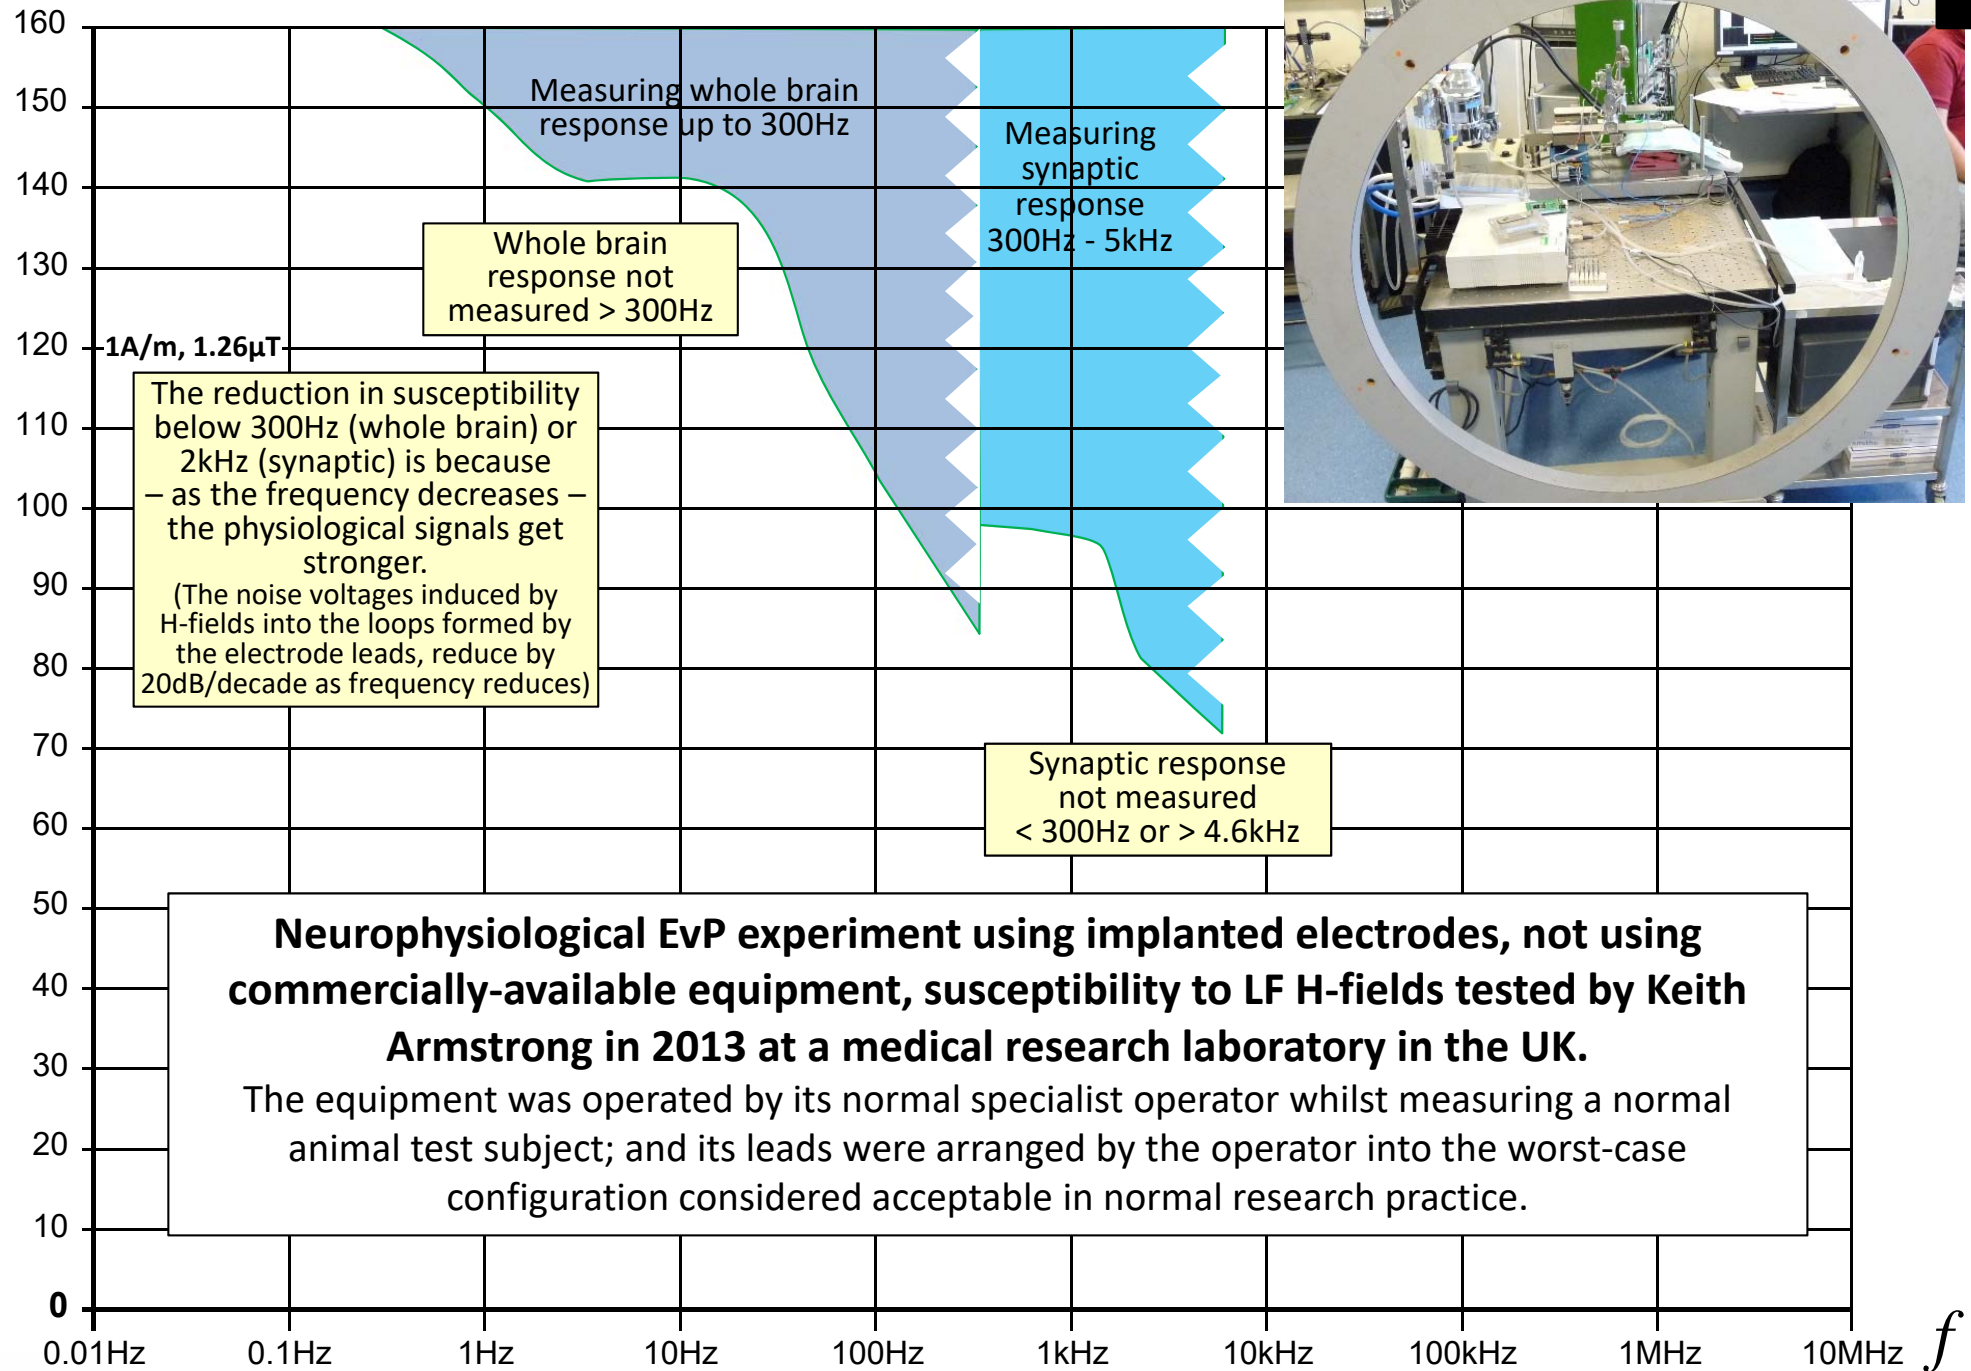 160
150
140
130
120
110
100
90
80
70
60
50
40
30
20
10
0
Measuring whole brain
response up to 300Hz
Measuring
synaptic
response
300Hz - 5kHz
Whole brain
response not
measured > 300Hz
1A/m, 1.26µT
The reduction in susceptibility
below 300Hz (whole brain) or
2kHz (synaptic) is because
– as the frequency decreases –
the physiological signals get
stronger.
(The noise voltages induced by
H-fields into the loops formed by
the electrode leads, reduce by
20dB/decade as frequency reduces)
Synaptic response
not measured
< 300Hz or > 4.6kHz
Neurophysiological EvP experiment using implanted electrodes, not using
commercially-available equipment, susceptibility to LF H-fields tested by Keith
Armstrong in 2013 at a medical research laboratory in the UK.
The equipment was operated by its normal specialist operator whilst measuring a normal
animal test subject; and its leads were arranged by the operator into the worst-case
configuration considered acceptable in normal research practice.
0.01Hz 0.1Hz 1Hz 10Hz 100Hz 1kHz 10kHz 100kHz 1MHz 10MHz f